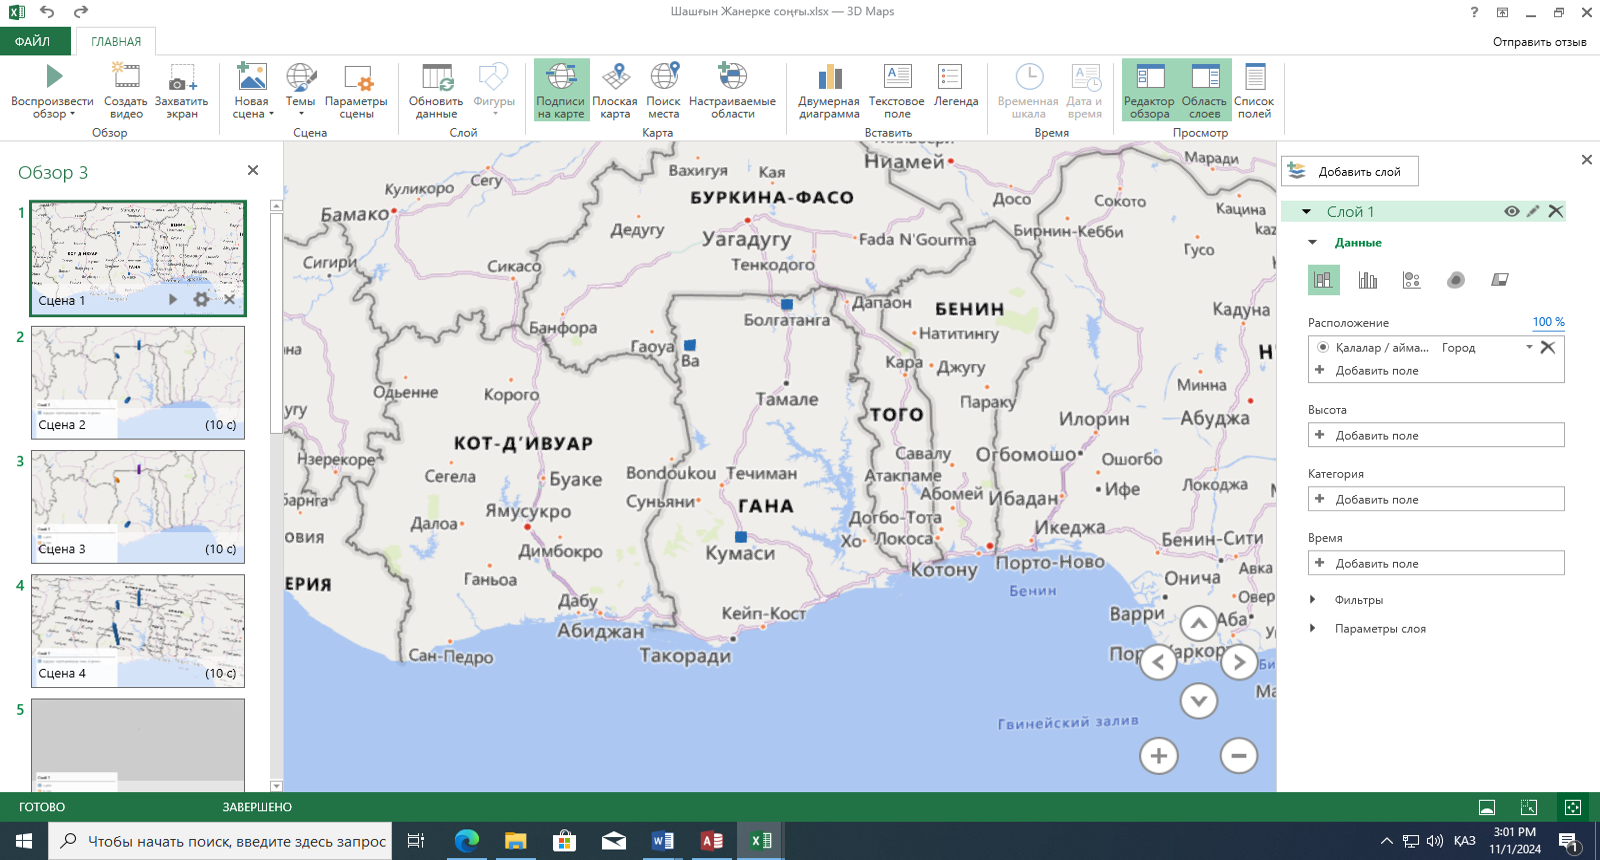 Шашғын Жанерке соңғы.xlsx — 3D Maps
ФАЙЛ
ГЛАВНАЯ
Отправить отзыв
Воспроизвести обзор
Создать видео
Захватить экран
Обзор
Новая сцена
Темы
Параметры сцены
Сцена
Обновить данные
Фигуры
Слой
Подписи на карте
Плоская карта
Поиск места
Настраиваемые области
Карта
Двумерная диаграмма
Текстовое поле
Легенда
Вставить
Временная шкала
Дата и время
Время
Редактор обзора
Область слоев
Список полей
Просмотр
Обзор 3
1
Сцена 1
2
Сцена 2
(10 с)
3
Сцена 3
(10 с)
4
Сцена 4
(10 с)
5
Ниамей
Маради
Вахигуя
Кая
Сегу
Куликоро
БУРКИНА-ФАСО
Досо
Сокото
Кацина
Бамако
Дедугу
Уагадугу
Fada N'Gourma
Бирнин-Кебби
Гусо
Сигири
Сикасо
Тенкодого
Дапаон
БЕНИН
Кадуна
Банфора
Болгатанга
Натитингу
Гаоуа
Ва
Кара
Джугу
Минна
Одьенне
Корого
Тамале
Параку
ТОГО
Илорин
Абуджа
КОТ-Д'ИВУАР
Савалу
Огбомошо
Ошогбо
Нзерекоре
Сегела
Буаке
Bondoukou
Течиман
Атакпаме
Ифе
Локоджа
Суньяни
Абомей
Ибадан
Далоа
Ямусукро
ГАНА
Догбо-Тота
Икеджа
Димбокро
Кумаси
Хо
Локоса
Бенин-Сити
Котону
Порто-Ново
Авка
Ганьоа
Онича
Бенин
Дабу
Кейп-Кост
Варри
Аба
Абиджан
Сан-Педро
Такоради
Гвинейский залив
Добавить слой
Слой 1
Данные
Расположение
100 %
Қалалар / айма...
Город
Добавить поле
Высота
Добавить поле
Категория
Добавить поле
Время
Добавить поле
Фильтры
Параметры слоя
ГОТОВО
ЗАВЕРШЕНО
Чтобы начать поиск, введите здесь запрос
ҚАЗ
3:01 PM
11/1/2024
1